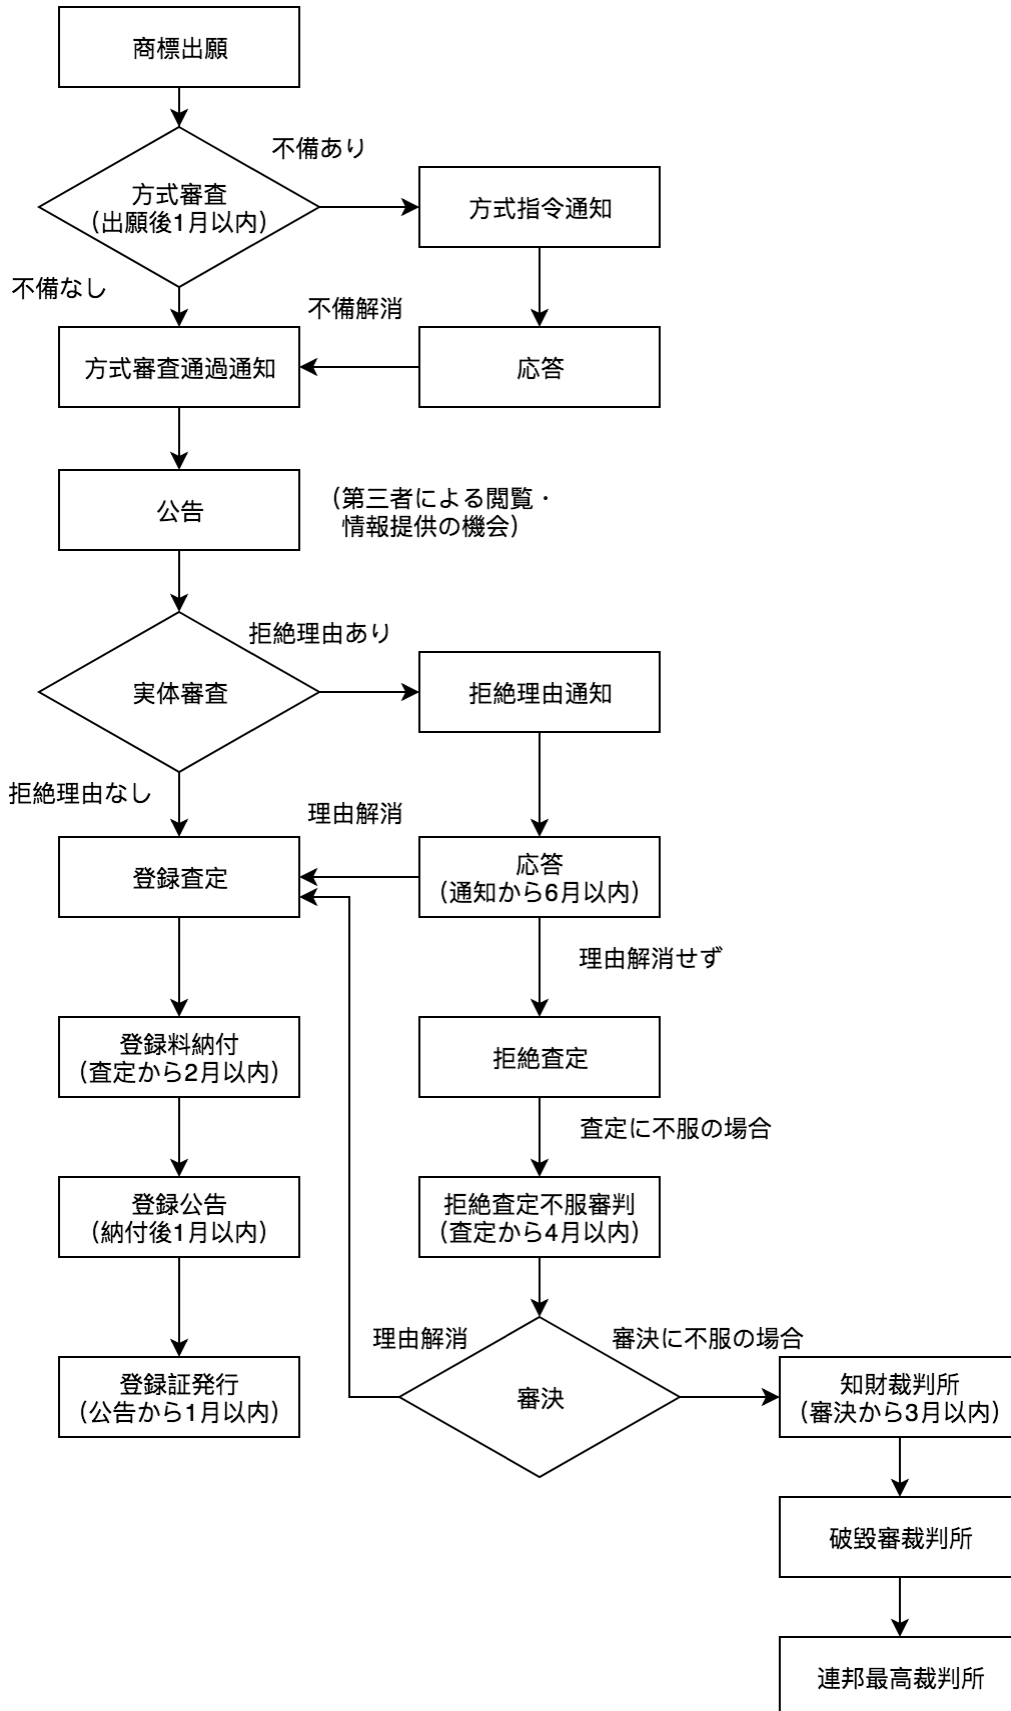 商標出願
不備あり
方式審査
（出願後1月以内）
方式指令通知
不備なし
不備解消
方式審査通過通知
応答
公告
（第三者による閲覧・
情報提供の機会）
拒絶理由あり
実体審査
拒絶理由通知
拒絶理由なし
理由解消
登録査定
応答
（通知から6月以内）
理由解消せず
登録料納付
（査定から2月以内）
拒絶査定
査定に不服の場合
登録公告
（納付後1月以内）
拒絶査定不服審判
（査定から4月以内）
理由解消
審決に不服の場合
登録証発行
（公告から1月以内）
審決
知財裁判所
（審決から3月以内）
破毀審裁判所
連邦最高裁判所